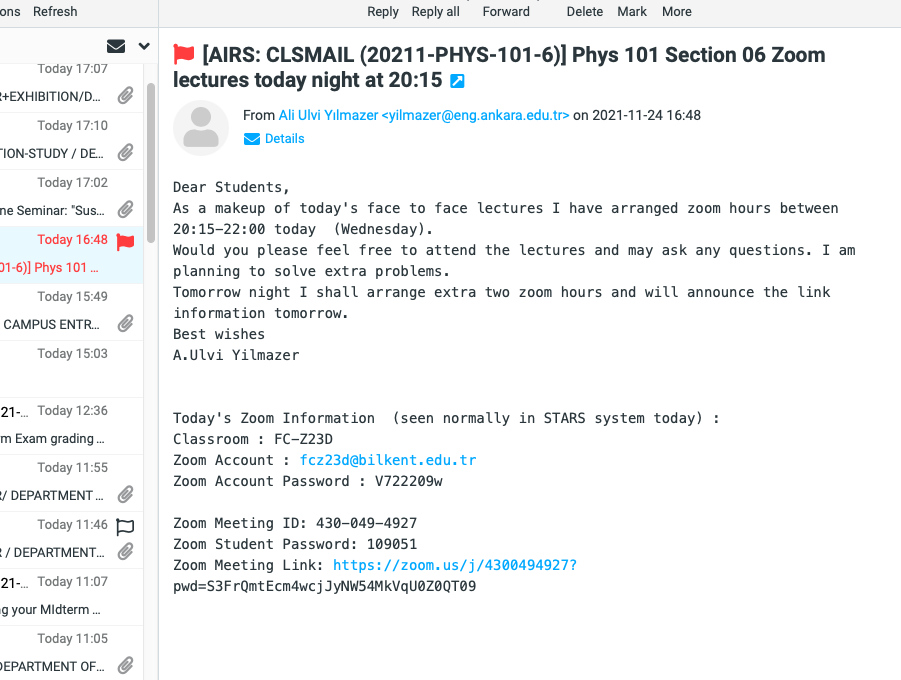 ons Refresh
Reply Reply all Forward Delete Mark More
Today 17:07
R+EXHIBITION/D...
Today 17:10
TION-STUDY / DE...
Today 17:02
ne Seminar: "Sus...
Today 16:48
01-6)] Phys 101 ...
Today 15:49
CAMPUS ENTR...
Today 15:03
21-... Today 12:36
m Exam grading ...
Today 11:55
R/ DEPARTMENT ...
Today 11:46
R / DEPARTMENT...
21-... Today 11:07
ng your MIdterm ...
Today 11:05
DEPARTMENT OF...
[AIRS: CLSMAIL (20211-PHYS-101-6)] Phys 101 Section 06 Zoom
lectures today night at 20:15
From Ali Ulvi Yılmazer <yilmazer@eng.ankara.edu.tr> on 2021-11-24 16:48
Details
Dear Students,
As a makeup of today's face to face lectures I have arranged zoom hours between
20:15-22:00 today (Wednesday).
Would you please feel free to attend the lectures and may ask any questions. I am
planning to solve extra problems.
Tomorrow night I shall arrange extra two zoom hours and will announce the link
information tomorrow.
Best wishes
A.Ulvi Yilmazer
Today's Zoom Information (seen normally in STARS system today) :
Classroom : FC-Z23D
Zoom Account : fcz23d@bilkent.edu.tr
Zoom Account Password : V722209w
Zoom Meeting ID: 430-049-4927
Zoom Student Password: 109051
Zoom Meeting Link: https://zoom.us/j/4300494927?
pwd=S3FrQmtEcm4wcjJyNW54MkVqU0Z0QT09